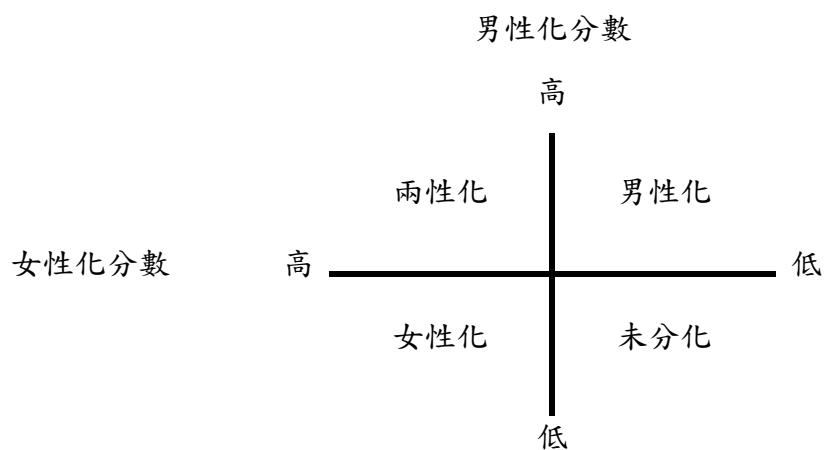 男性化分數
高
兩性化 男性化
女性化分數 高 低
女性化 未分化
低